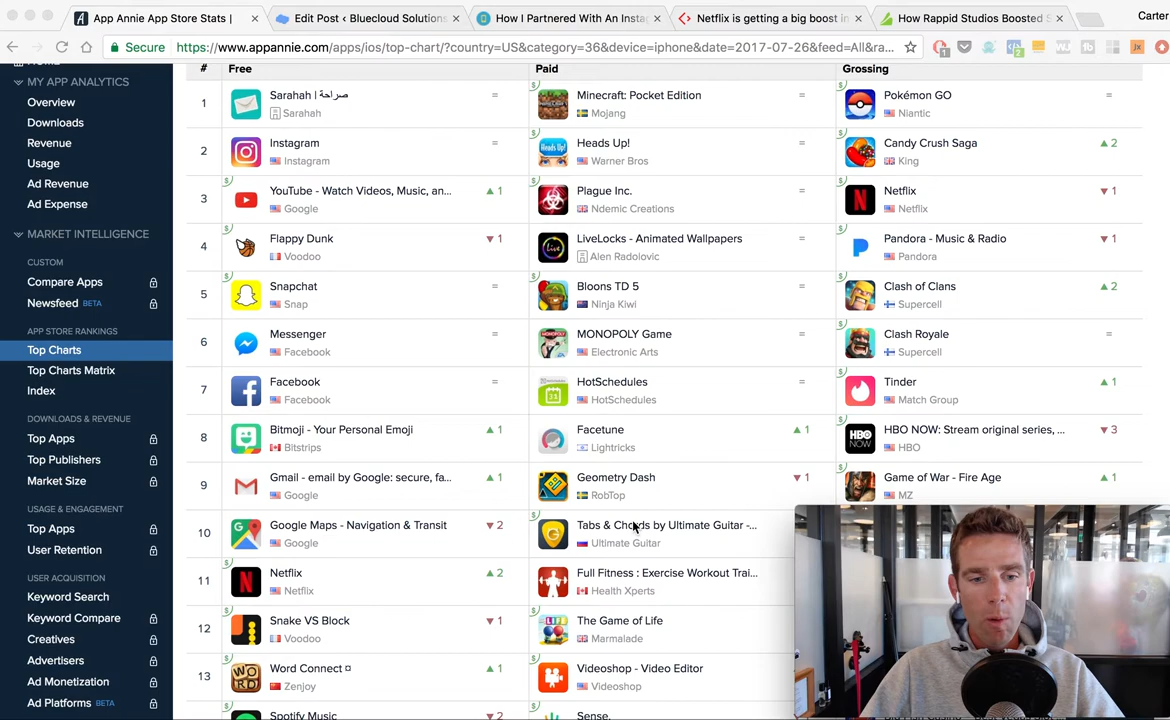 App Annie App Store Stats |
Edit Post ‹ Bluecloud Solutions
How I Partnered With An Insta
Netflix is getting a big boost in
How Rappid Studios Boosted S
Carter
Secure
https://www.appannie.com/apps/ios/top-chart/?country=US&category=36&device=iphone&date=2017-07-26&feed=All&ra...
MY APP ANALYTICS
Overview
Downloads
Revenue
Usage
Ad Revenue
Ad Expense
MARKET INTELLIGENCE
CUSTOM
Compare Apps
Newsfeed BETA
APP STORE RANKINGS
Top Charts
Top Charts Matrix
Index
DOWNLOADS & REVENUE
Top Apps
Top Publishers
Market Size
USAGE & ENGAGEMENT
Top Apps
User Retention
USER ACQUISITION
Keyword Search
Keyword Compare
Creatives
Advertisers
Ad Monetization
Ad Platforms BETA
# Free Paid Grossing
1
Sarahah | صراحة =
Sarahah
Minecraft: Pocket Edition =
Mojang
Pokémon GO =
Niantic
2
Instagram =
Instagram
Heads Up! =
Warner Bros
Candy Crush Saga ▲ 2
King
3
YouTube - Watch Videos, Music, an... ▲ 1
Google
Plague Inc. =
Ndemic Creations
Netflix ▼ 1
Netflix
4
Flappy Dunk ▼ 1
Voodoo
LiveLocks - Animated Wallpapers =
Alen Radolovic
Pandora - Music & Radio ▼ 1
Pandora
5
Snapchat =
Snap
Bloons TD 5 =
Ninja Kiwi
Clash of Clans ▲ 2
Supercell
6
Messenger =
Facebook
MONOPOLY Game =
Electronic Arts
Clash Royale =
Supercell
7
Facebook =
Facebook
HotSchedules =
HotSchedules
Tinder ▲ 1
Match Group
8
Bitmoji - Your Personal Emoji ▲ 1
Bitstrips
Facetune ▲ 1
Lightricks
HBO NOW: Stream original series, ... ▼ 3
HBO
9
Gmail - email by Google: secure, fa... ▲ 1
Google
Geometry Dash ▼ 1
RobTop
Game of War - Fire Age ▲ 1
MZ
10
Google Maps - Navigation & Transit ▼ 2
Google
Tabs & Chords by Ultimate Guitar -...
Ultimate Guitar
11
Netflix ▲ 2
Netflix
Full Fitness : Exercise Workout Trai...
Health Xperts
12
Snake VS Block ▼ 1
Voodoo
The Game of Life
Marmalade
13
Word Connect ¤ ▲ 1
Zenjoy
Videoshop - Video Editor
Videoshop
Spotify Music ▼ 2
Sense.